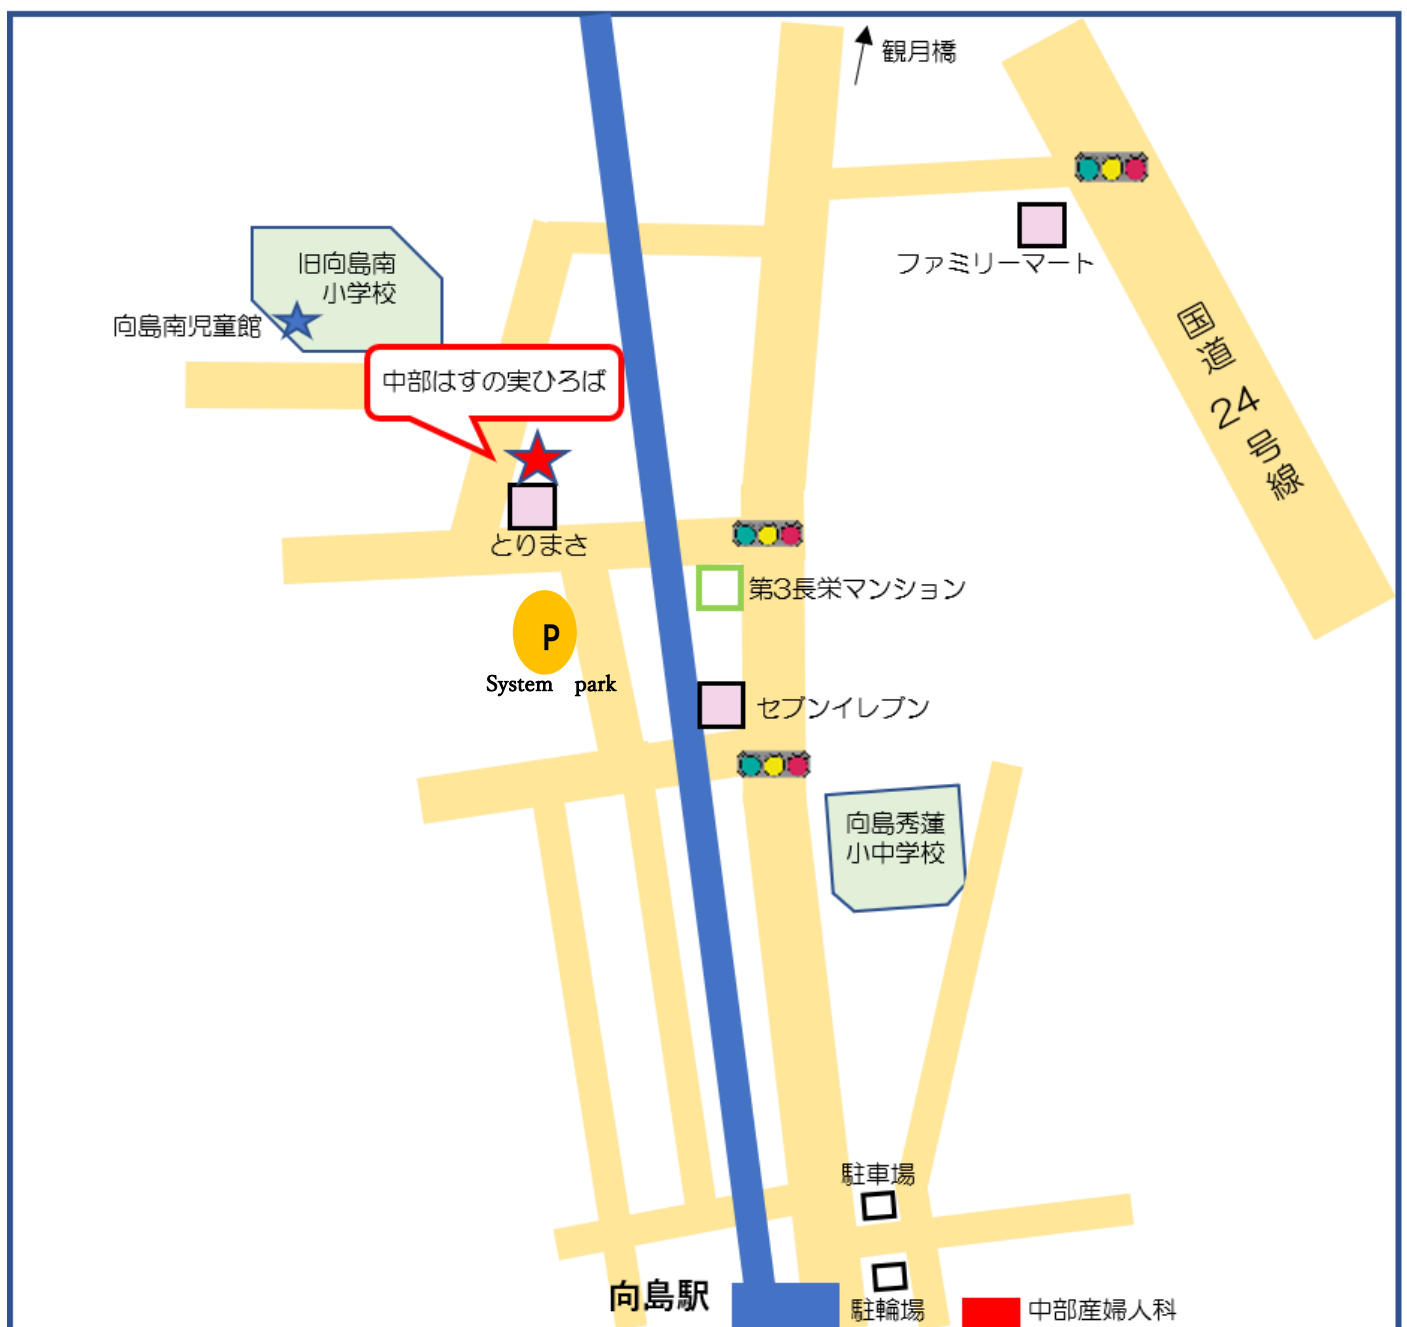 観月橋
ファミリーマート
旧向島南
小学校
向島南児童館
国道 24 号線
中部はすの実ひろば
とりまさ
第3長栄マンション
P
System park
セブンイレブン
向島秀蓮
小中学校
駐車場
向島駅
駐輪場
中部産婦人科